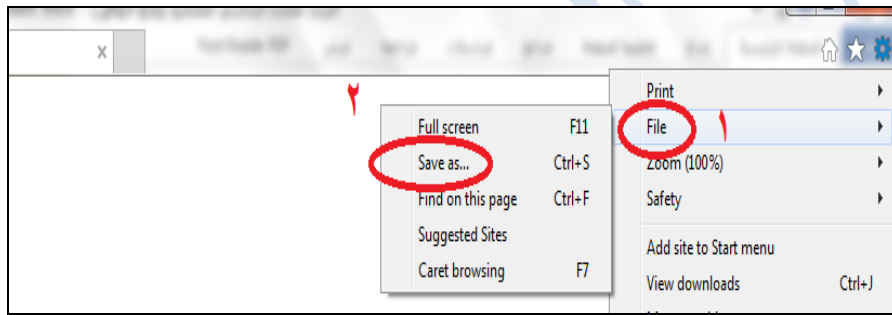 Print
٢
Full screen F11
File
١
Save as... Ctrl+S
Zoom (100%)
Find on this page Ctrl+F
Safety
Suggested Sites
Add site to Start menu
Caret browsing F7
View downloads Ctrl+J